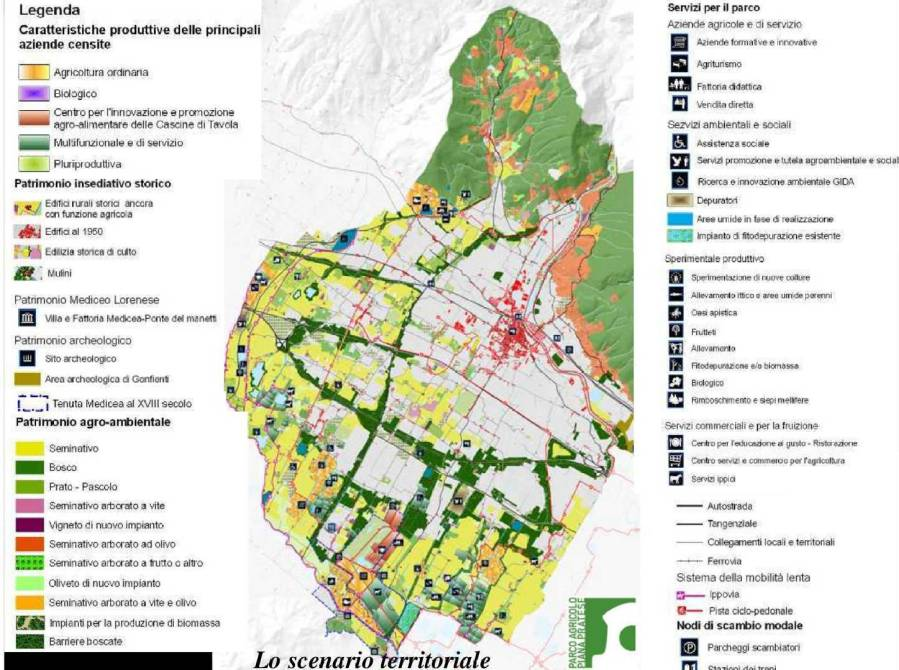 Legenda
Caratteristiche produttive delle principali
aziende censite
Agricoltura ordinaria
Biologico
Centro per l'innovazione e promozione
agro-alimentare delle Cascine di Tavola
Multifunzionale e di servizio
Pluriproduttiva
Patrimonio insediativo storico
Edifici rurali storici ancora
con funzione agricola
Edifici al 1950
Edilizia storica di culto
Mulini
Patrimonio Mediceo Lorenese
Villa e Fattoria Medicea-Ponte del manetti
Patrimonio archeologico
Sito archeologico
Area archeologica di Gonfienti
Tenuta Medicea al XVIII secolo
Patrimonio agro-ambientale
Seminativo
Bosco
Prato - Pascolo
Seminativo arborato a vite
Vigneto di nuovo impianto
Seminativo arborato ad olivo
Seminativo arborato a frutto o altro
Oliveto di nuovo impianto
Seminativo arborato a vite e olivo
Impianti per la produzione di biomassa
Barriere boscate
Lo scenario territoriale
PARCO AGRICOLO
PIANA PRATESE
Servizi per il parco
Aziende agricole e di servizio
Aziende formative e innovative
Agriturismo
Fattoria didattica
Vendita diretta
Sezvizi ambientali e sociali
Assistenza sociale
Servizi promozione e tutela agroambientale e social
Ricerca e innovazione ambientale GIDA
Depuratori
Aree umide in fase di realizzazione
Impianto di fitodepurazione esistente
Sperimentale produttivo
Sperimentazione di nuove colture
Allevamento ittico e aree umide perenni
Oasi apistica
Frutteti
Allevamento
Fitodepurazione e/o biomassa
Biologico
Rimboschimento e siepi mellifere
Servizi commerciali e per la fruizione
Centro per l'educazione al gusto - Ristorazione
Centro servizi e commercio per l'agricoltura
Servizi ippici
Autostrada
Tangenziale
Collegamenti locali e territoriali
Ferrovia
Sistema della mobilità lenta
Ippovia
Pista ciclo-pedonale
Nodi di scambio modale
Parcheggi scambiatori
Stazioni dei treni